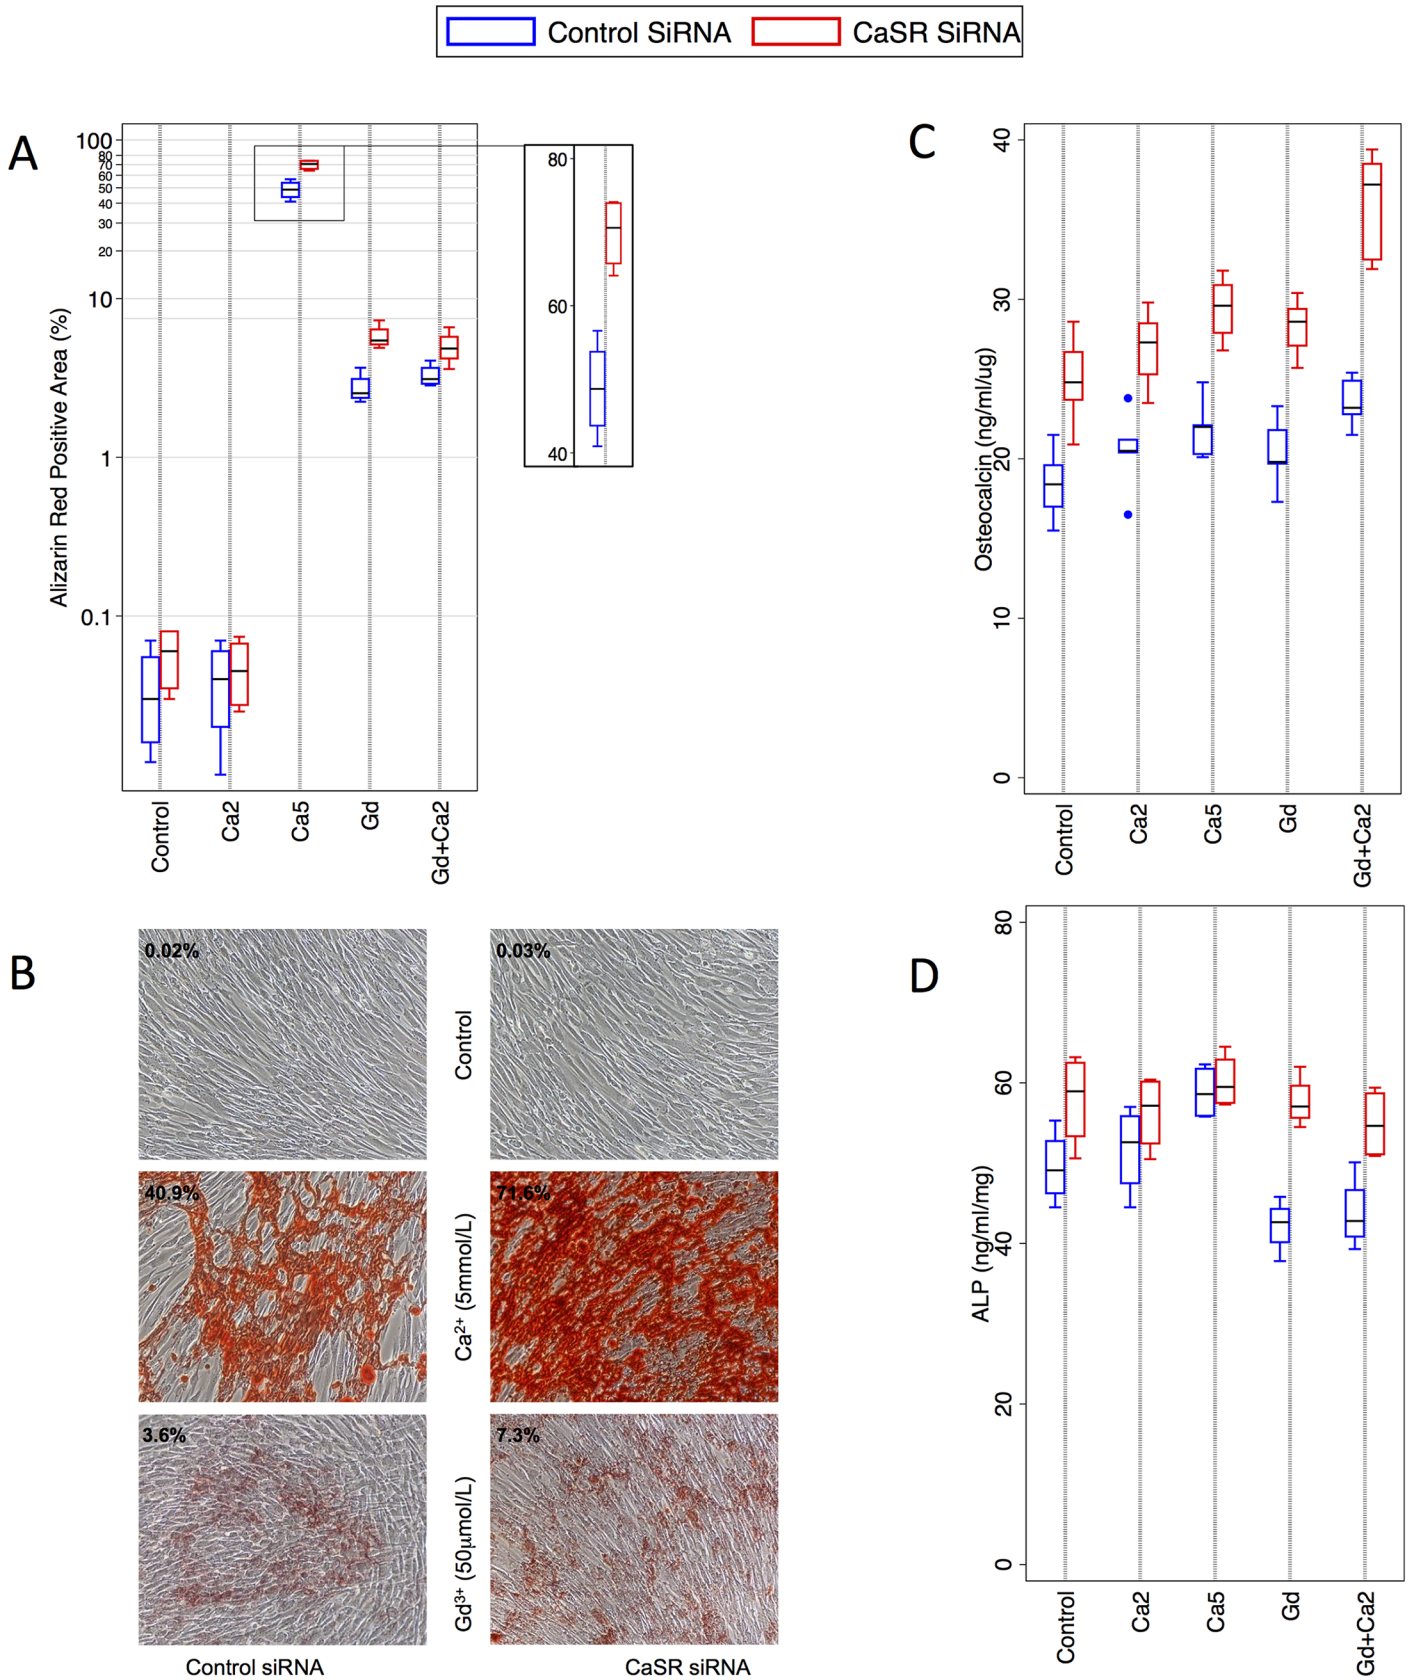 Control SiRNA CaSR SiRNA
A
Alizarin Red Positive Area (%)
100
80
70
60
50
40
30
20
10
1
0.1
80
60
40
Control Ca2 Ca5 Gd Gd+Ca2
C
Osteocalcin (ng/ml/ug)
40
30
20
10
0
Control Ca2 Ca5 Gd Gd+Ca2
B
0.02% 0.03%
Control
40.9% 71.6%
Ca²⁺ (5mmol/L)
3.6% 7.3%
Gd³⁺ (50μmol/L)
Control siRNA CaSR siRNA
D
ALP (ng/ml/mg)
80
60
40
20
0
Control Ca2 Ca5 Gd Gd+Ca2